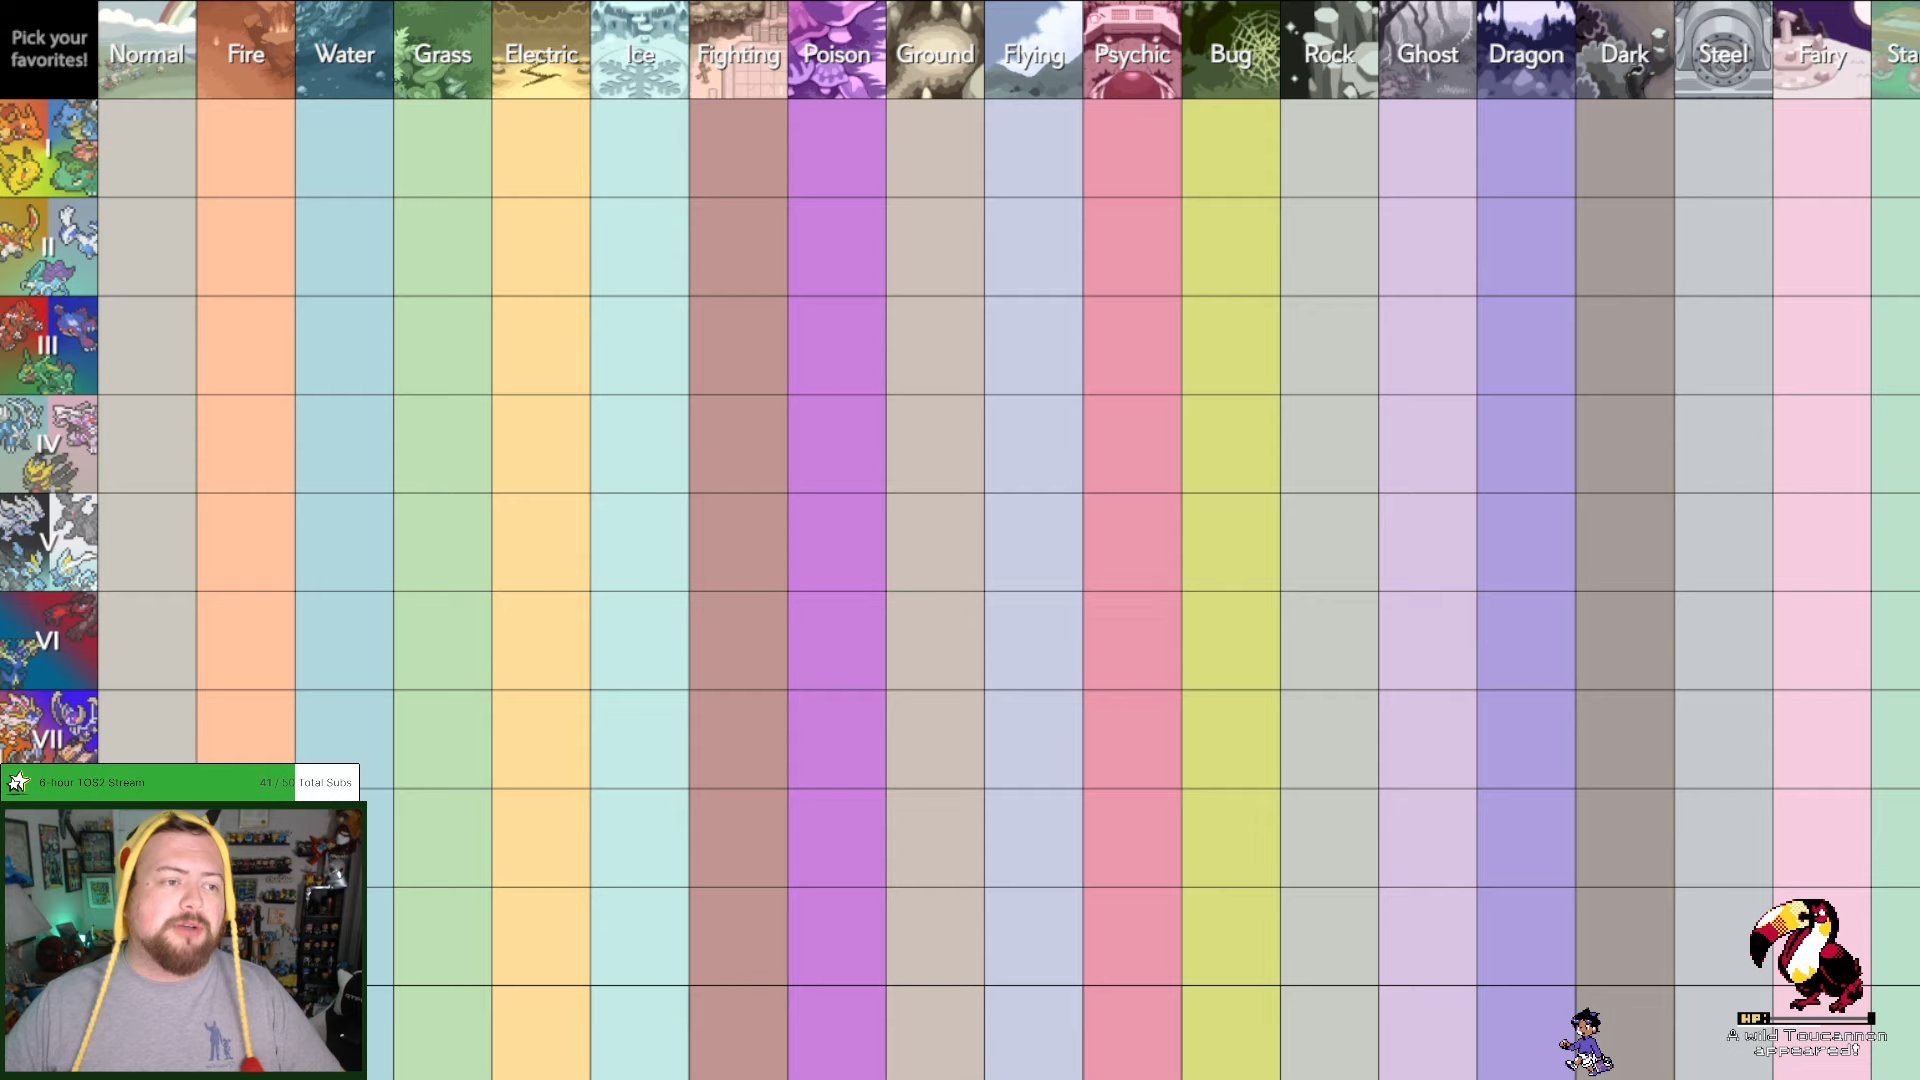 Pick your
favorites!
Normal
Fire
Water
Grass
Electric
Ice
Fighting
Poison
Ground
Flying
Psychic
Bug
Rock
Ghost
Dragon
Dark
Steel
Fairy
Sta
I
II
III
IV
V
VI
VII
6-hour TOS2 Stream
41 / 50 Total Subs
HP:
A wild Toucannon
appeared!